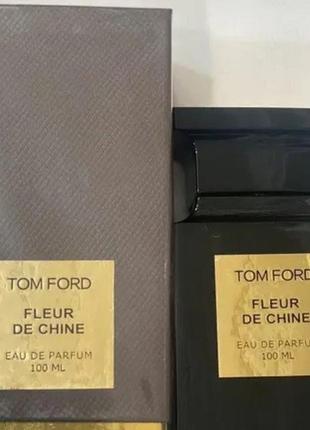 TOM FORD
FLEUR
DE CHINE
EAU DE PARFUM
100 ML
TOM FORD
FLEUR
DE CHINE
EAU DE PARFUM
100 ML